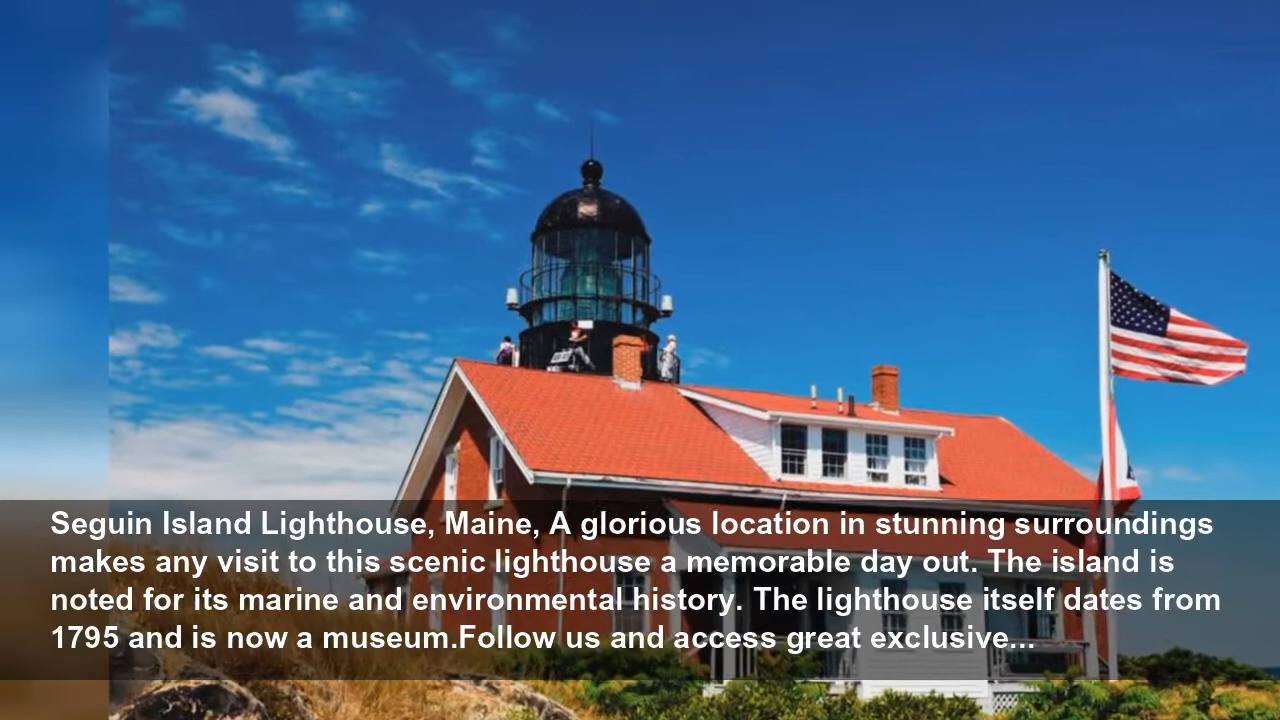 Seguin Island Lighthouse, Maine, A glorious location in stunning surroundings
makes any visit to this scenic lighthouse a memorable day out. The island is
noted for its marine and environmental history. The lighthouse itself dates from
1795 and is now a museum.Follow us and access great exclusive...